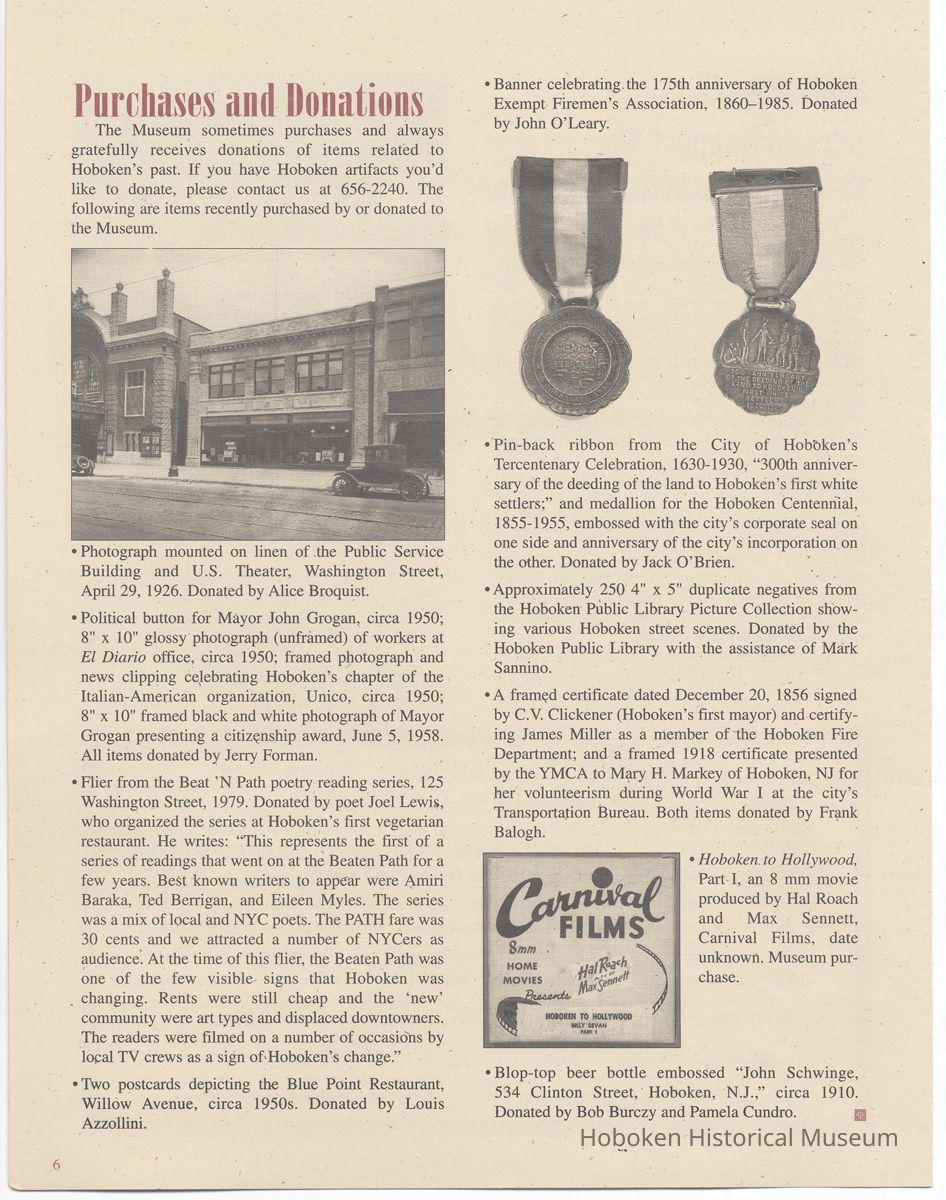 Purchases and Donations
The Museum sometimes purchases and always
gratefully receives donations of items related to
Hoboken's past. If you have Hoboken artifacts you'd
like to donate, please contact us at 656-2240. The
following are items recently purchased by or donated to
the Museum.
• Photograph mounted on linen of the Public Service
Building and U.S. Theater, Washington Street,
April 29, 1926. Donated by Alice Broquist.
• Political button for Mayor John Grogan, circa 1950;
8" x 10" glossy photograph (unframed) of workers at
El Diario office, circa 1950; framed photograph and
news clipping celebrating Hoboken's chapter of the
Italian-American organization, Unico, circa 1950;
8" x 10" framed black and white photograph of Mayor
Grogan presenting a citizenship award, June 5, 1958.
All items donated by Jerry Forman.
• Flier from the Beat 'N Path poetry reading series, 125
Washington Street, 1979. Donated by poet Joel Lewis,
who organized the series at Hoboken's first vegetarian
restaurant. He writes: "This represents the first of a
series of readings that went on at the Beaten Path for a
few years. Best known writers to appear were Amiri
Baraka, Ted Berrigan, and Eileen Myles. The series
was a mix of local and NYC poets. The PATH fare was
30 cents and we attracted a number of NYCers as
audience. At the time of this flier, the Beaten Path was
one of the few visible signs that Hoboken was
changing. Rents were still cheap and the 'new'
community were art types and displaced downtowners.
The readers were filmed on a number of occasions by
local TV crews as a sign of Hoboken's change."
• Two postcards depicting the Blue Point Restaurant,
Willow Avenue, circa 1950s. Donated by Louis
Azzollini.
• Banner celebrating the 175th anniversary of Hoboken
Exempt Firemen's Association, 1860–1985. Donated
by John O'Leary.
ANNIVERSARY
OF THE DEEDING OF THE
LAND TO HOBOKEN'S
FIRST WHITE
SETTLERS
• Pin-back ribbon from the City of Hoboken's
Tercentenary Celebration, 1630-1930, "300th anniver-
sary of the deeding of the land to Hoboken's first white
settlers;" and medallion for the Hoboken Centennial,
1855-1955, embossed with the city's corporate seal on
one side and anniversary of the city's incorporation on
the other. Donated by Jack O'Brien.
• Approximately 250 4" x 5" duplicate negatives from
the Hoboken Public Library Picture Collection show-
ing various Hoboken street scenes. Donated by the
Hoboken Public Library with the assistance of Mark
Sannino.
• A framed certificate dated December 20, 1856 signed
by C.V. Clickener (Hoboken's first mayor) and certify-
ing James Miller as a member of the Hoboken Fire
Department; and a framed 1918 certificate presented
by the YMCA to Mary H. Markey of Hoboken, NJ for
her volunteerism during World War I at the city's
Transportation Bureau. Both items donated by Frank
Balogh.
Carnival
FILMS
8mm
HOME
MOVIES
Presents
Hal Roach
AND
Max Sennett
HOBOKEN TO HOLLYWOOD
BILLY BEVAN
PART 1
• Hoboken to Hollywood,
Part I, an 8 mm movie
produced by Hal Roach
and Max Sennett,
Carnival Films, date
unknown. Museum pur-
chase.
• Blop-top beer bottle embossed "John Schwinge,
534 Clinton Street, Hoboken, N.J.," circa 1910.
Donated by Bob Burczy and Pamela Cundro.
Hoboken Historical Museum
6